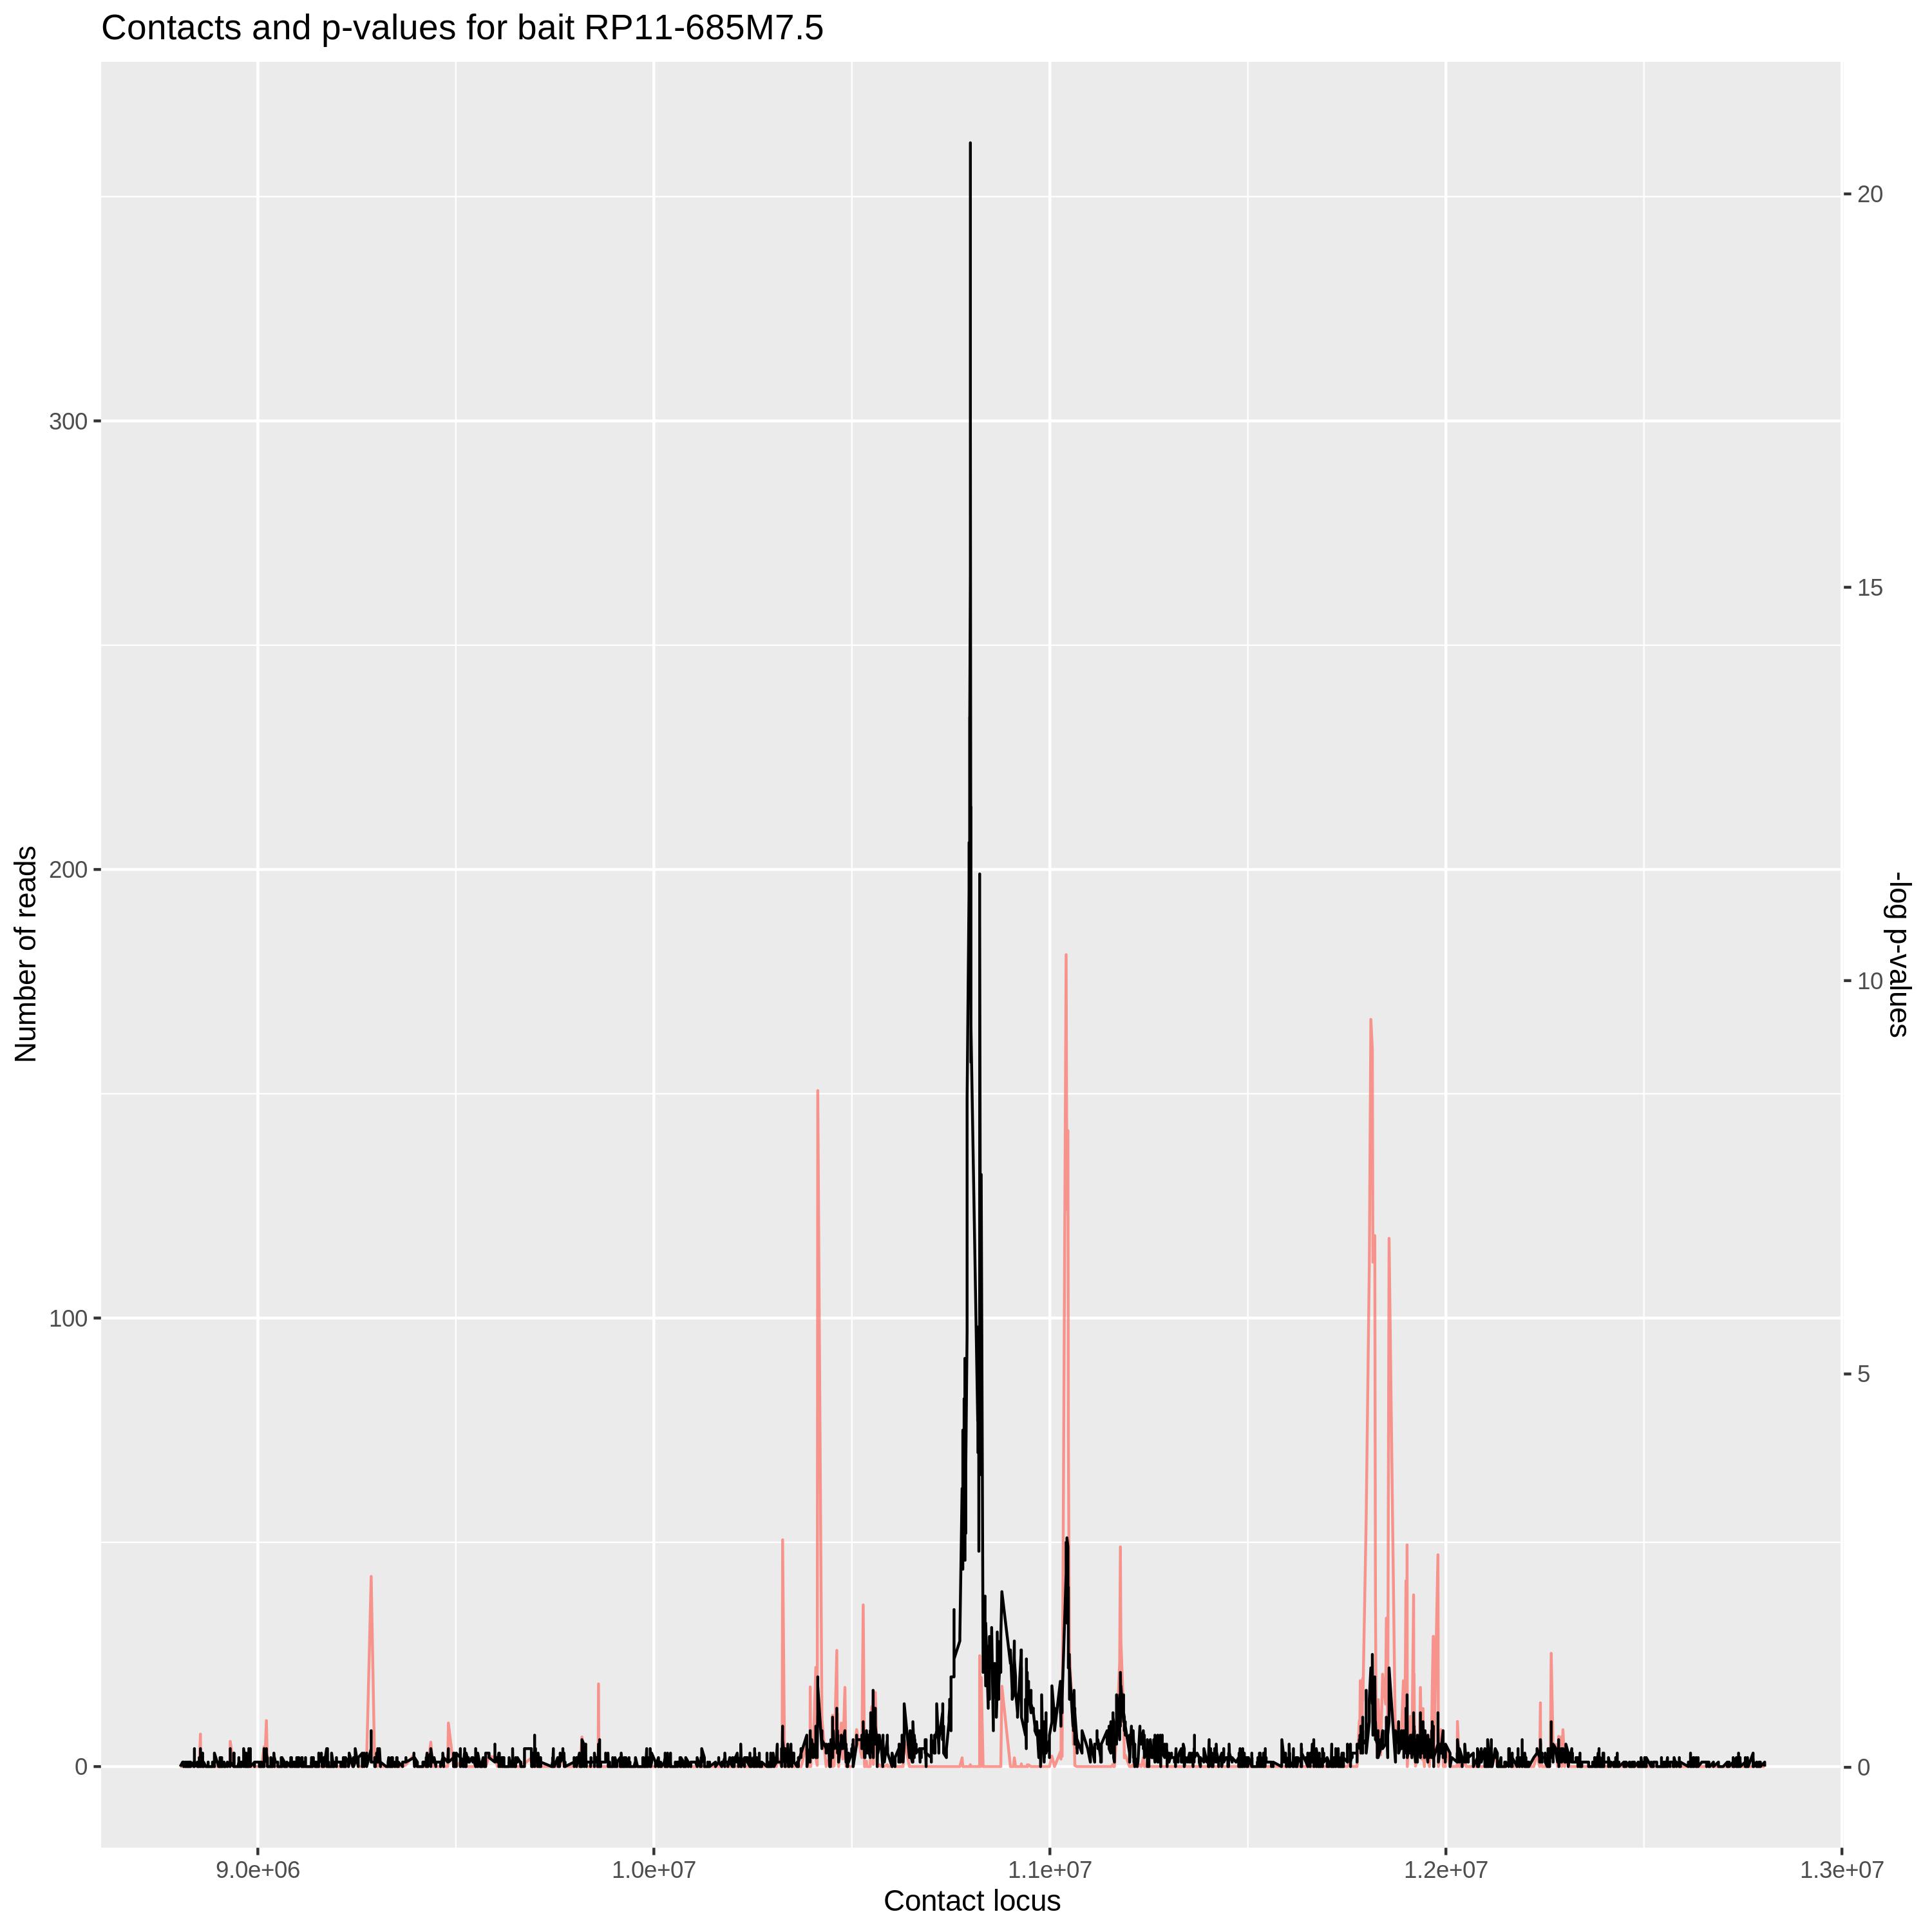 Contacts and p-values for bait RP11-685M7.5
300
200
100
0
Number of reads
20
15
10
5
0
-log p-values
9.0e+06
1.0e+07
1.1e+07
1.2e+07
1.3e+07
Contact locus